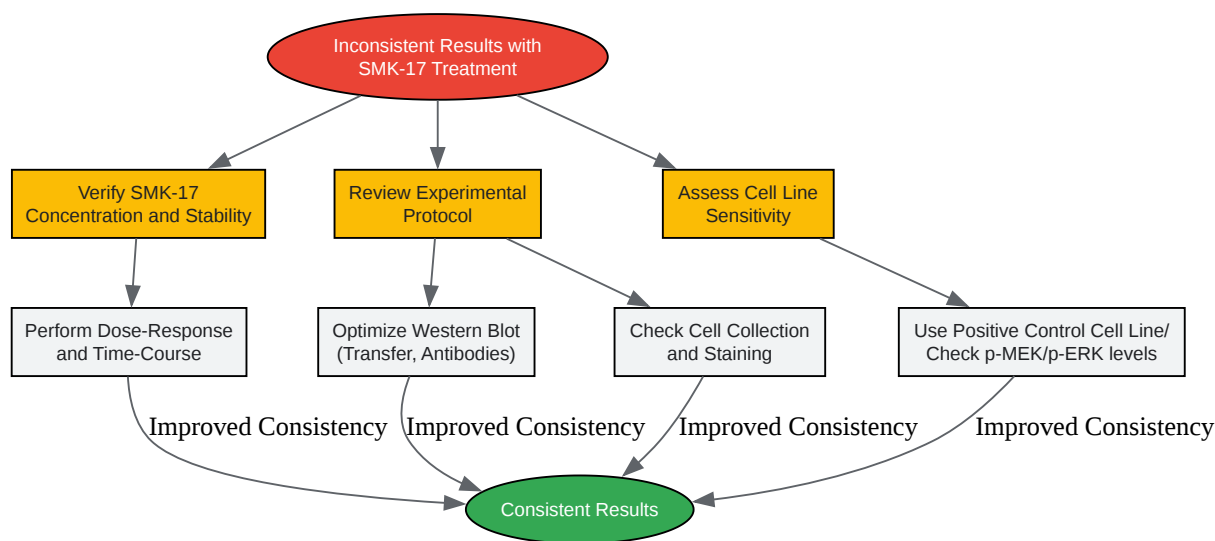 Inconsistent Results with
SMK-17 Treatment
Verify SMK-17
Concentration and Stability
Review Experimental
Protocol
Assess Cell Line
Sensitivity
Perform Dose-Response
and Time-Course
Optimize Western Blot
(Transfer, Antibodies)
Check Cell Collection
and Staining
Use Positive Control Cell Line/
Check p-MEK/p-ERK levels
Improved Consistency
Improved Consistency
Improved Consistency
Improved Consistency
Consistent Results